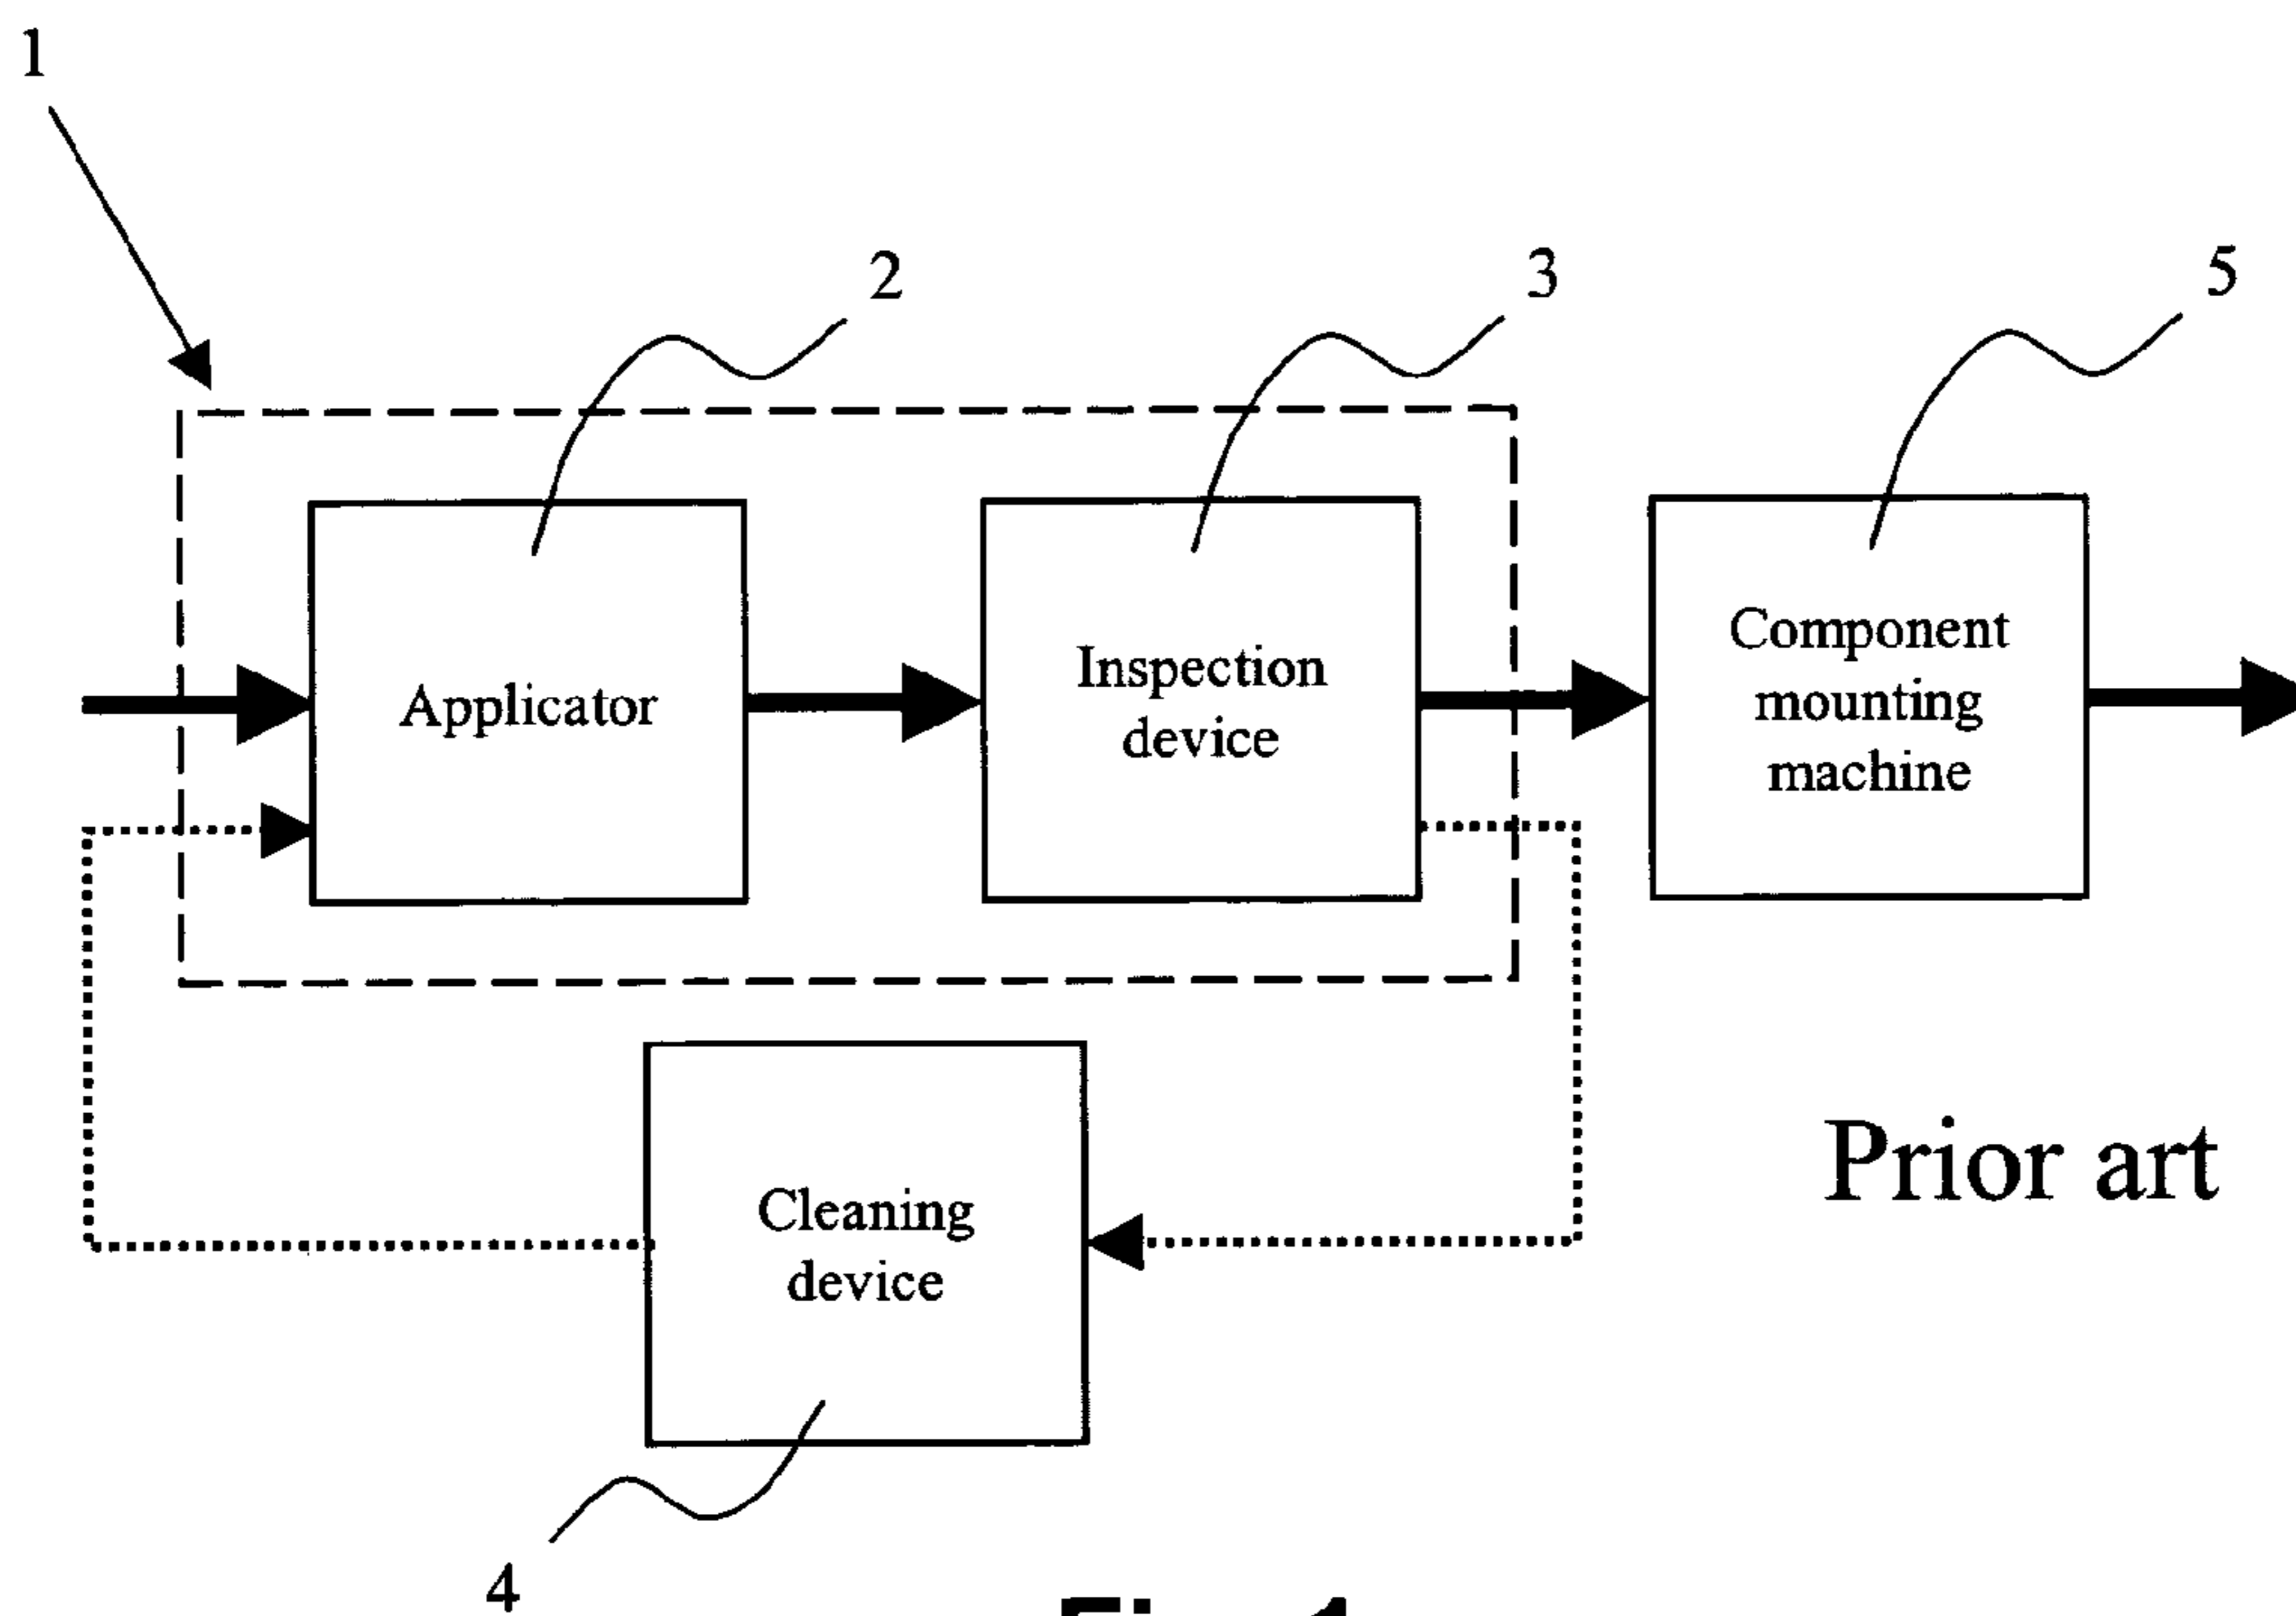 1
2
3
5
Applicator
Inspection
device
Component
mounting
machine
Prior art
Cleaning
device
4